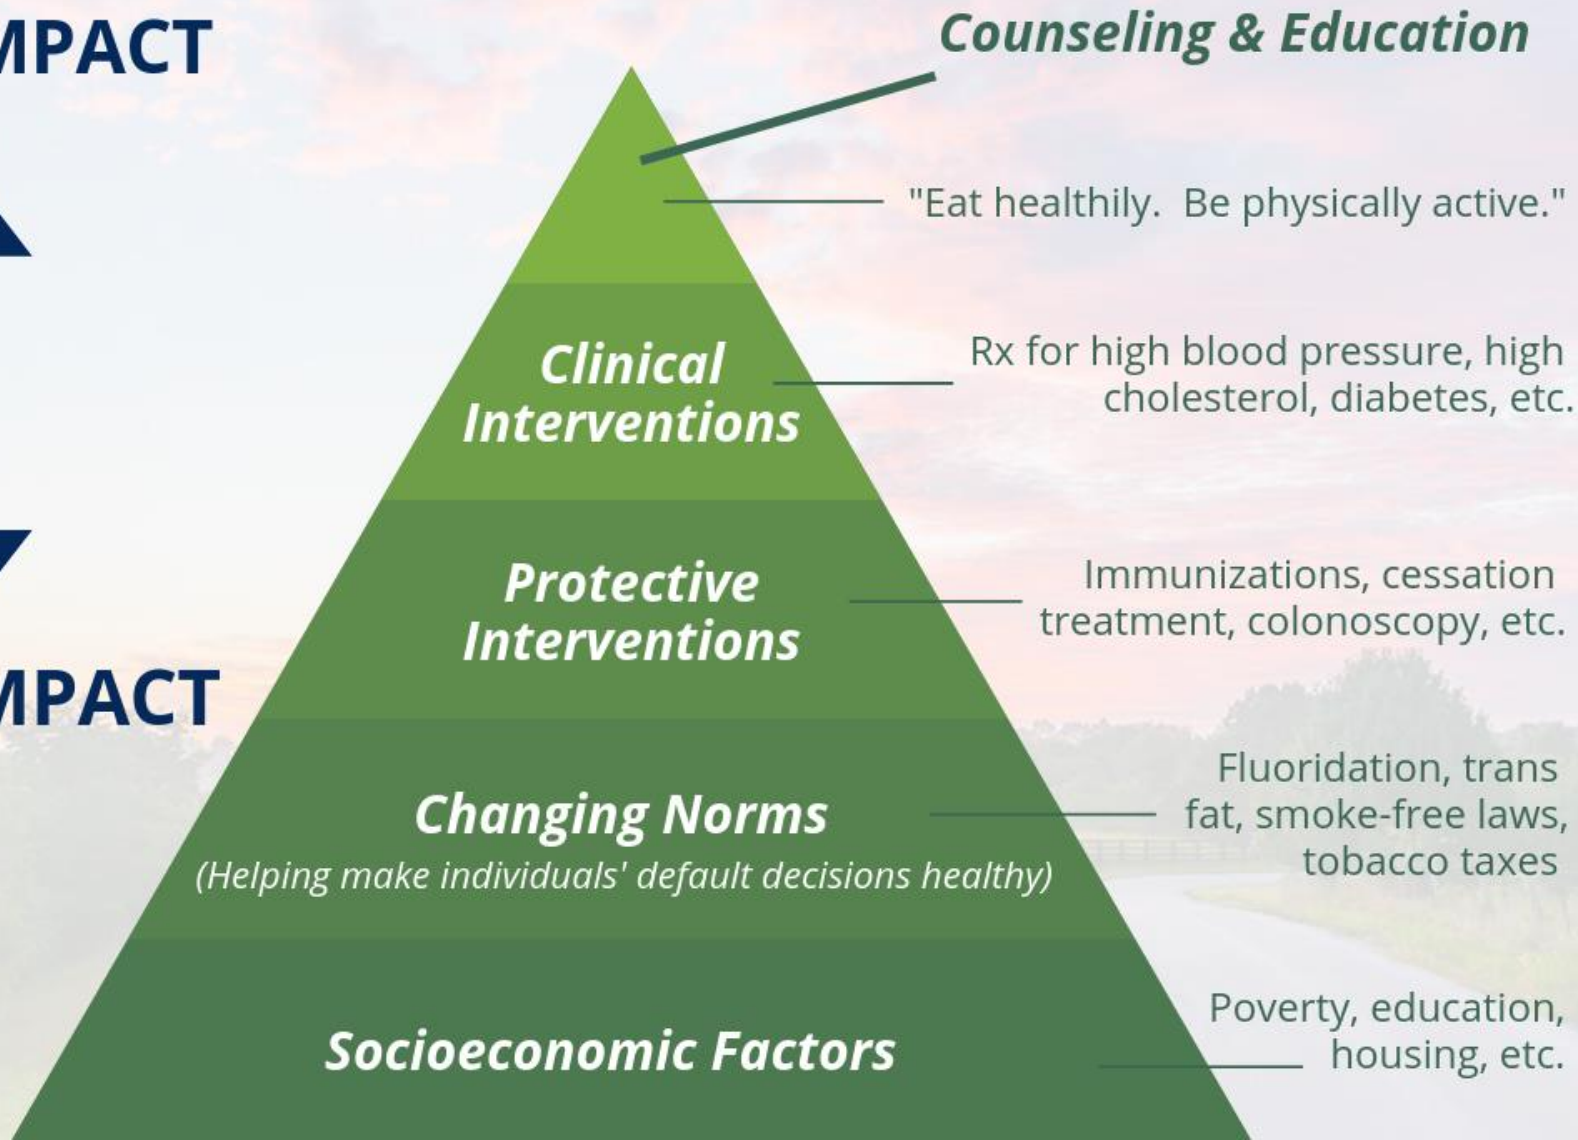 MPACT
Counseling & Education
"Eat healthily.  Be physically active."
Clinical
Interventions
Rx for high blood pressure, high
cholesterol, diabetes, etc.
Protective
Interventions
Immunizations, cessation
treatment, colonoscopy, etc.
MPACT
Changing Norms
(Helping make individuals' default decisions healthy)
Fluoridation, trans
fat, smoke-free laws,
tobacco taxes
Socioeconomic Factors
Poverty, education,
housing, etc.